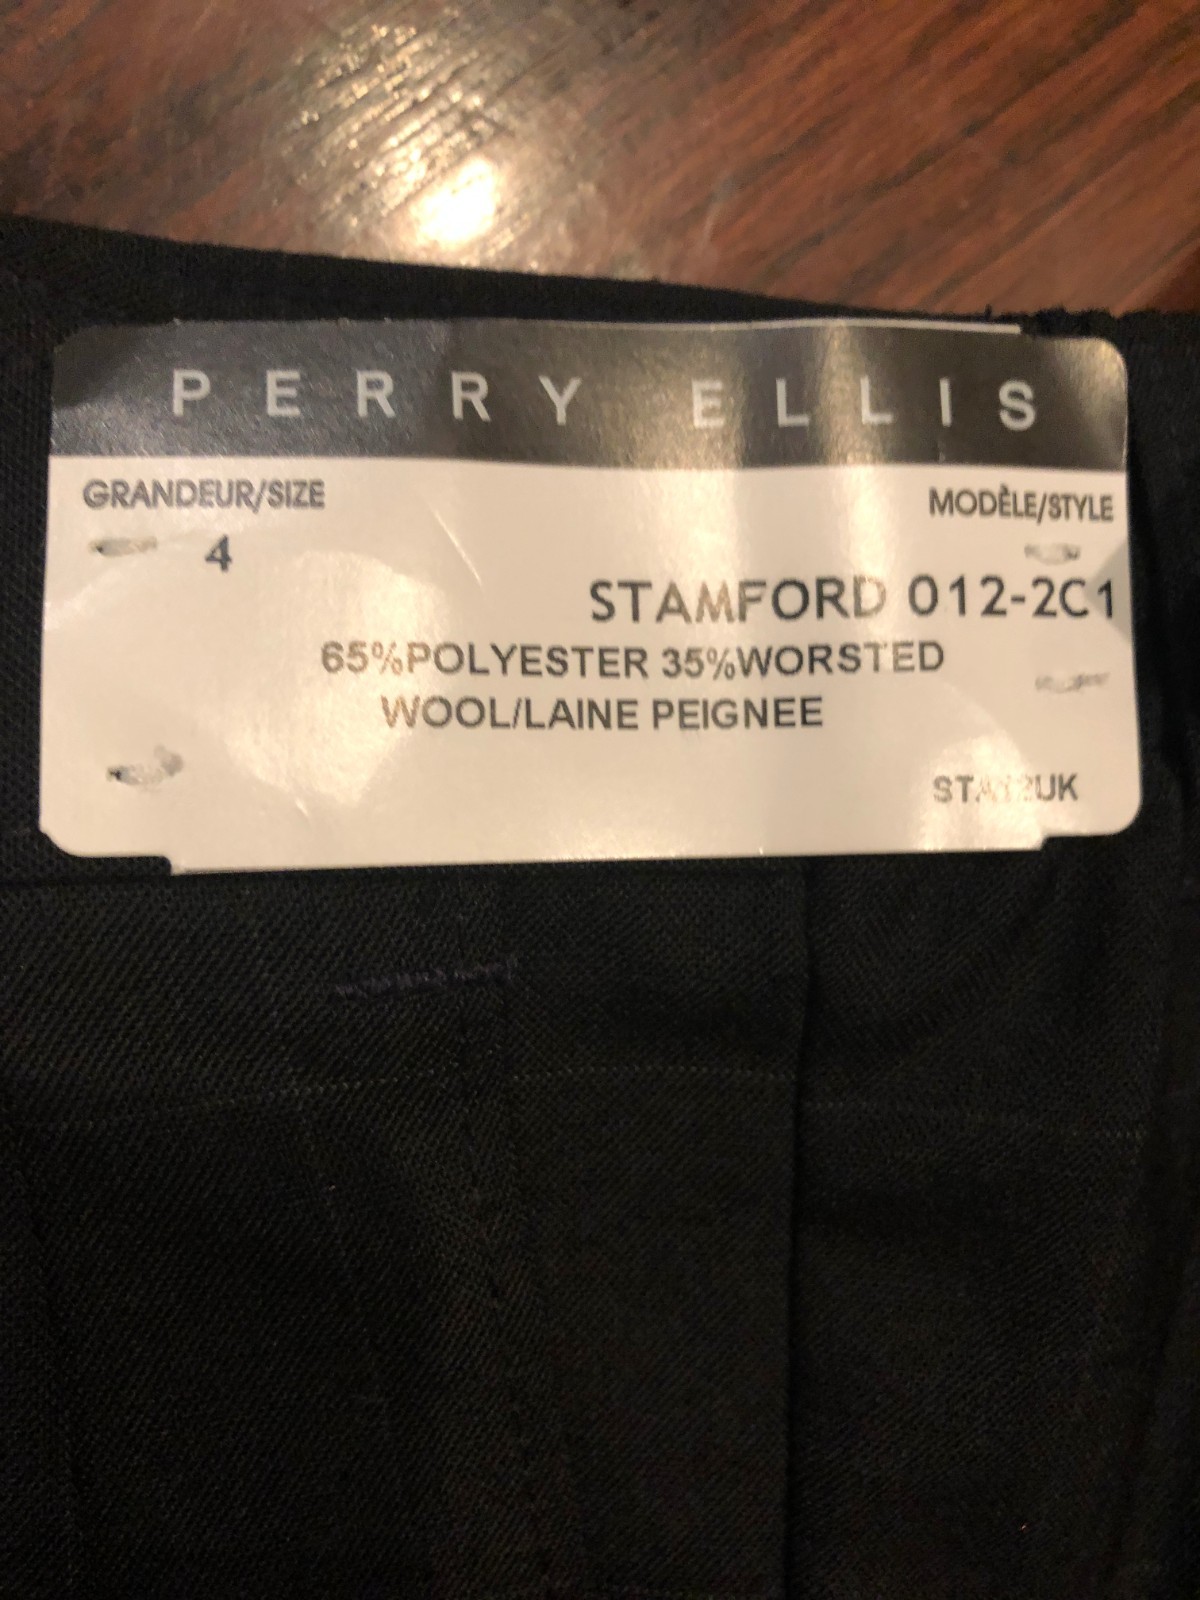 PERRY ELLIS
GRANDEUR/SIZE MODÈLE/STYLE
4
STAMFORD 012-2C1
65%POLYESTER 35%WORSTED
WOOL/LAINE PEIGNEE